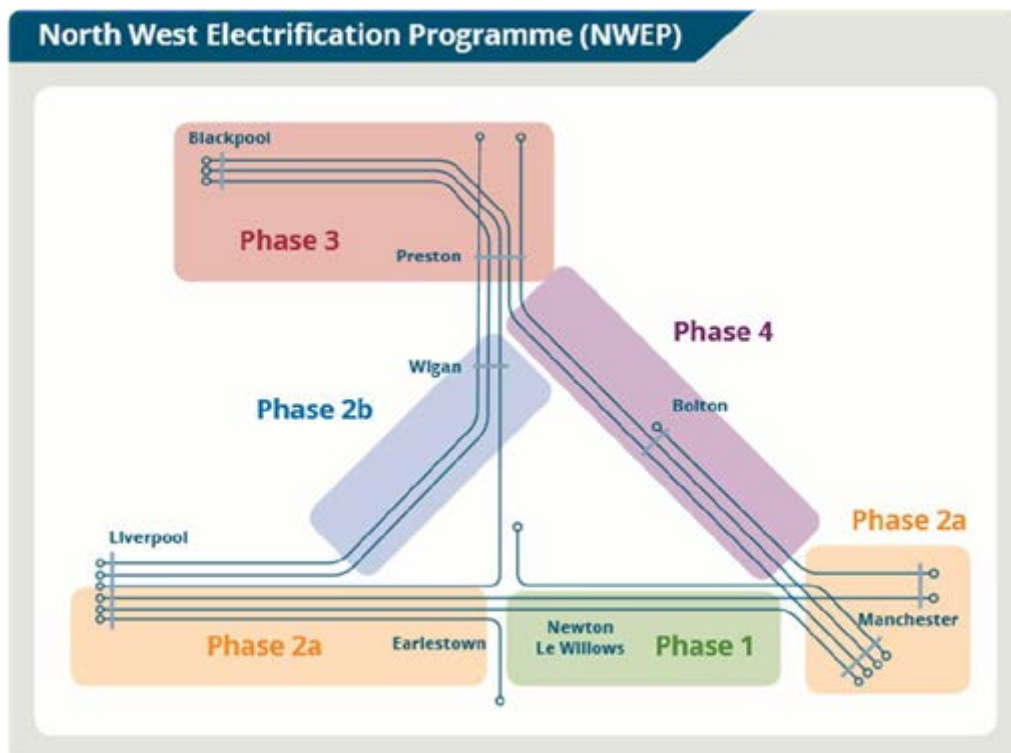 North West Electrification Programme (NWEP)
Blackpool
Phase 3
Preston
Phase 4
Wigan
Phase 2b
Bolton
Liverpool
Phase 2a
Manchester
Phase 2a
Earlestown
Newton
Le Willows
Phase 1